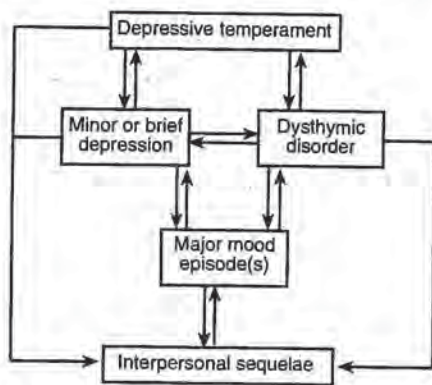 Depressive temperament
Minor or brief
depression
Dysthymic
disorder
Major mood
episode(s)
Interpersonal sequelae